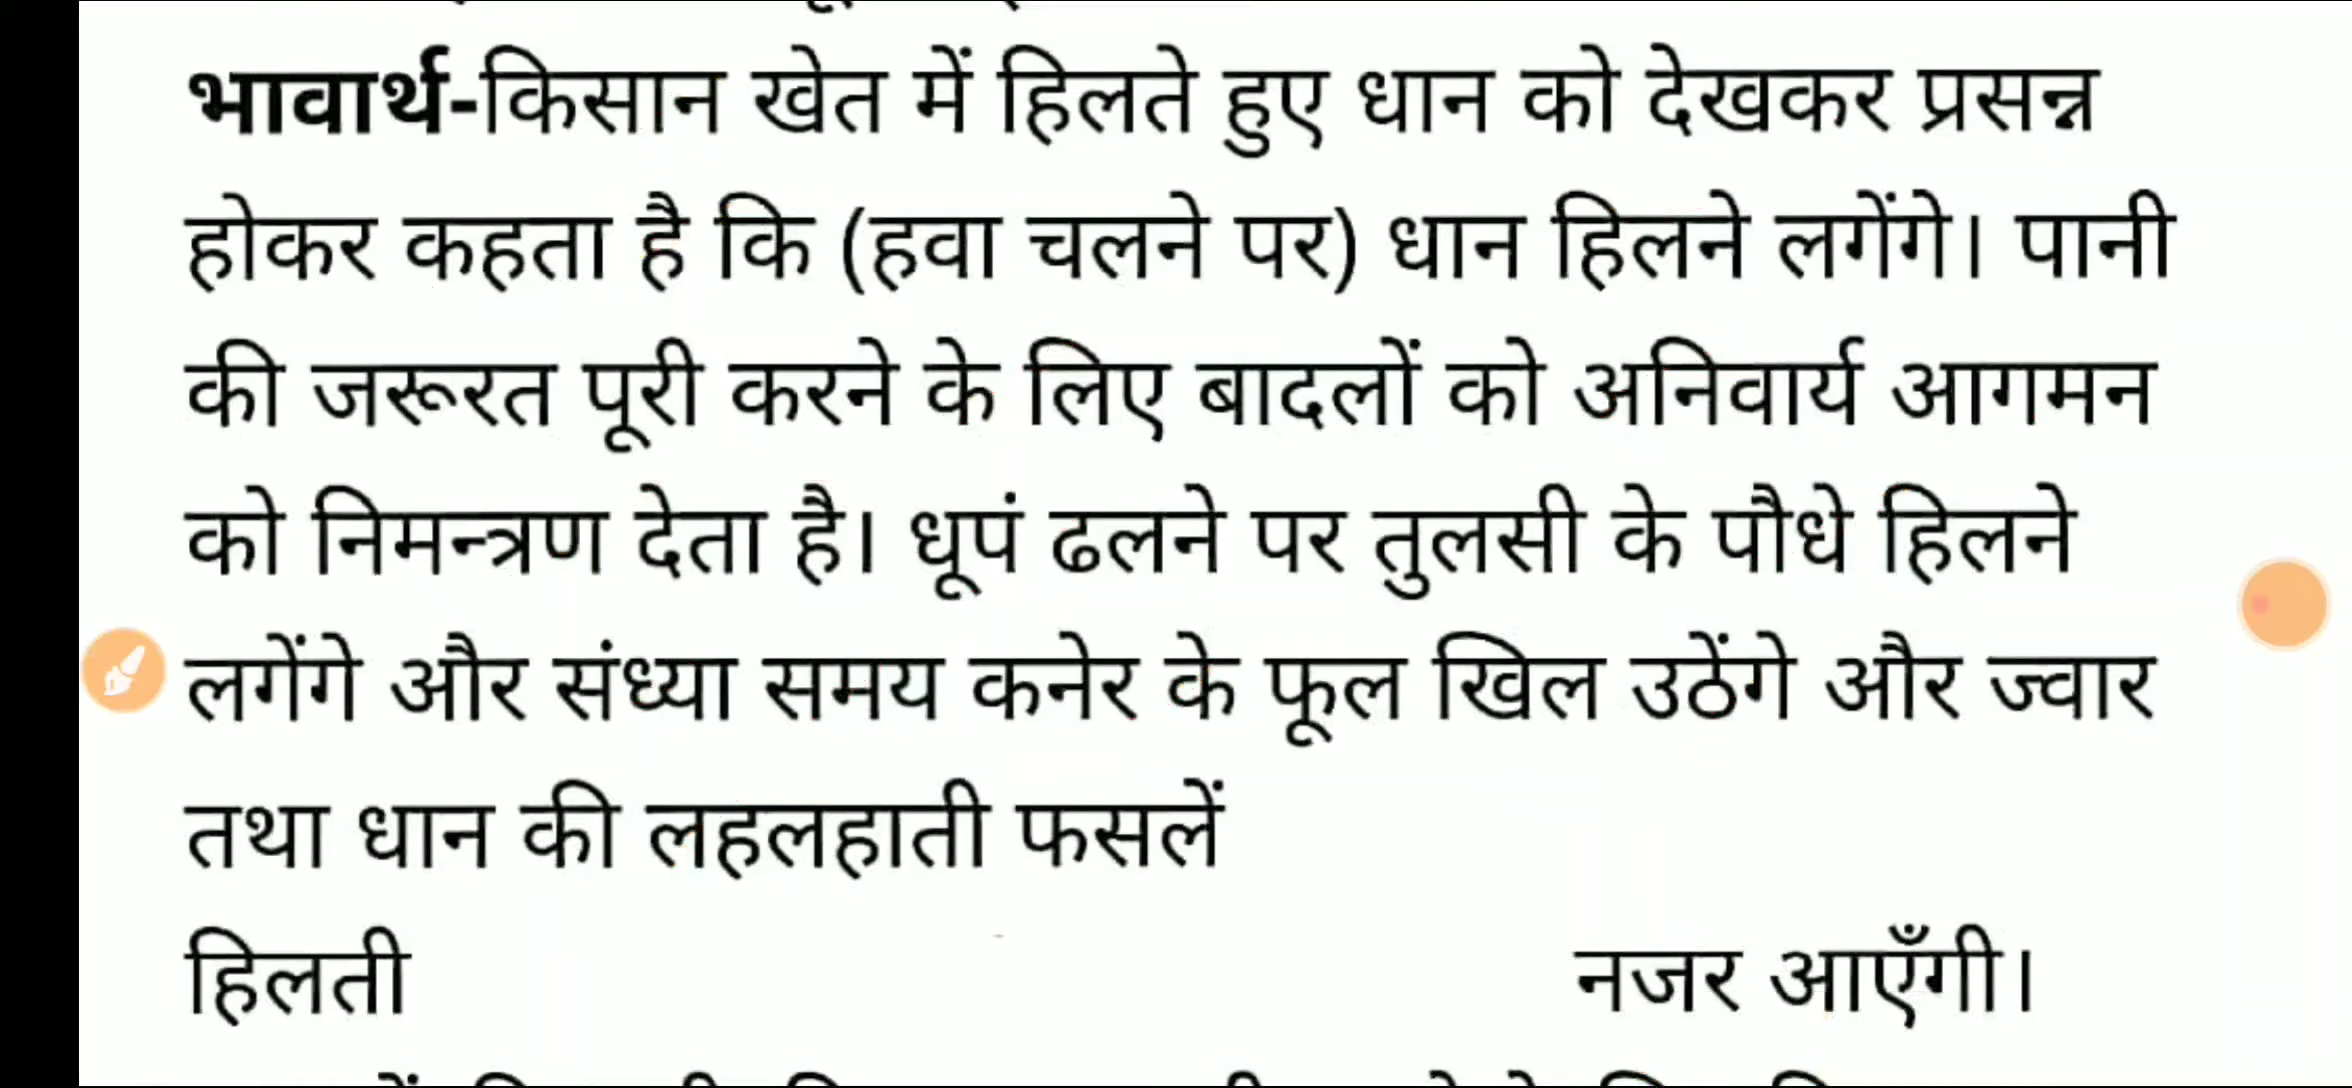 भावार्थ-किसान खेत में हिलते हुए धान को देखकर प्रसन्न
होकर कहता है कि (हवा चलने पर) धान हिलने लगेंगे। पानी
की जरूरत पूरी करने के लिए बादलों को अनिवार्य आगमन
को निमन्त्रण देता है। धूपं ढलने पर तुलसी के पौधे हिलने
लगेंगे और संध्या समय कनेर के फूल खिल उठेंगे और ज्वार
तथा धान की लहलहाती फसलें
हिलती नजर आएँगी।